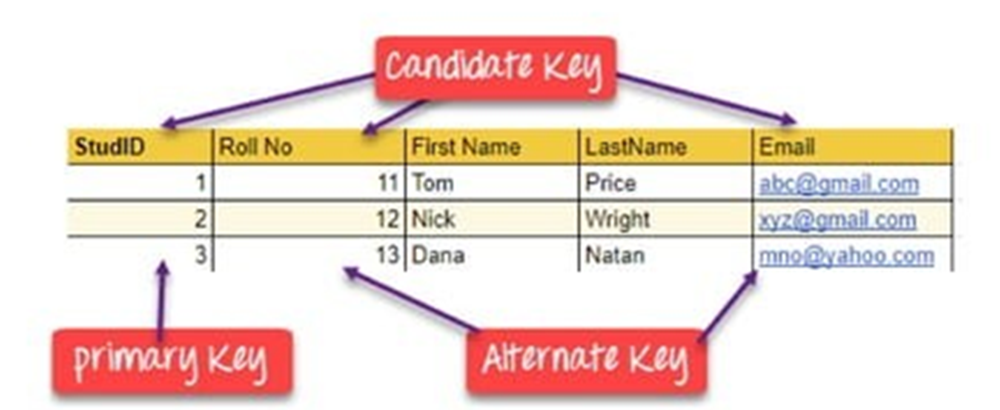 Candidate Key
StudID Roll No First Name LastName Email
1 11 Tom Price abc@gmail.com
2 12 Nick Wright xyz@gmail.com
3 13 Dana Natan mno@yahoo.com
primary Key Alternate Key